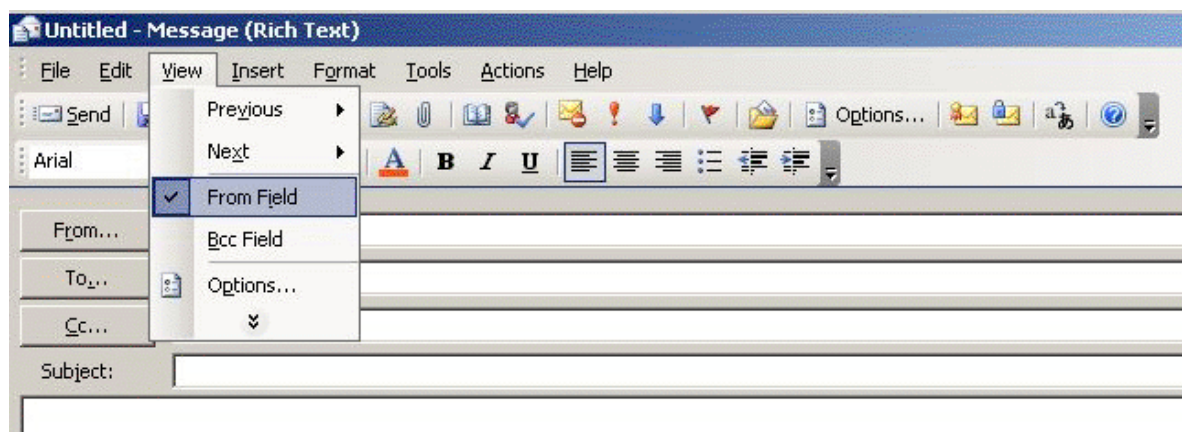 Untitled - Message (Rich Text)
File Edit View Insert Format Tools Actions Help
Send Options...
Arial A B I U
Previous
Next
From Field
Bcc Field
Options...
From...
To...
Cc...
Subject: